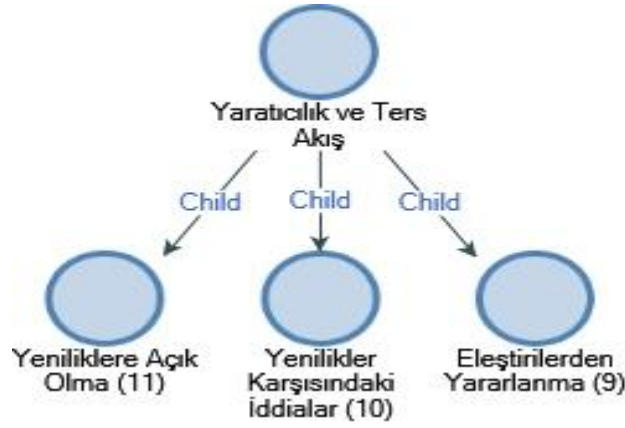 Yaratıcılık ve Ters
Akış
Child
Child
Child
Yeniliklere Açık
Olma (11)
Yenilikler
Karşısındaki
İddialar (10)
Eleştirilerden
Yararlanma (9)